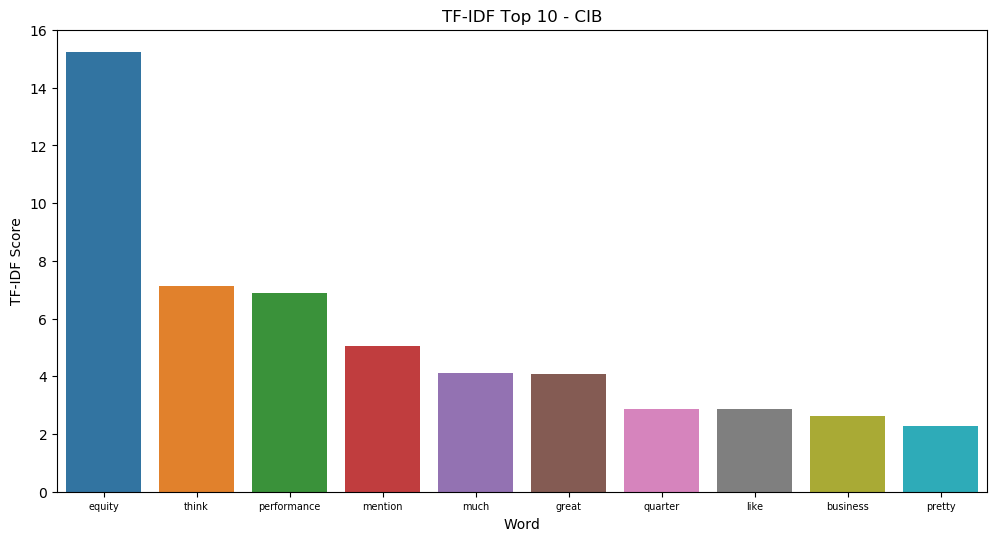 TF-IDF Top 10 - CIB
16
14
12
10
8
6
4
2
0
TF-IDF Score
equity think performance mention much great quarter like business pretty
Word